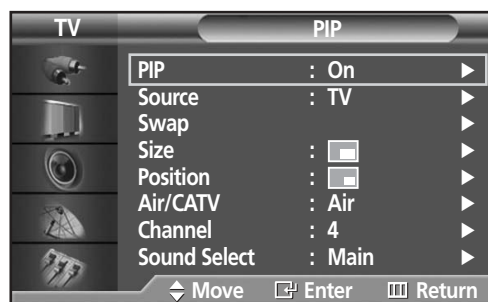 TV PIP
PIP : On
Source : TV
Swap
Size :
Position :
Air/CATV : Air
Channel : 4
Sound Select : Main
Move Enter Return